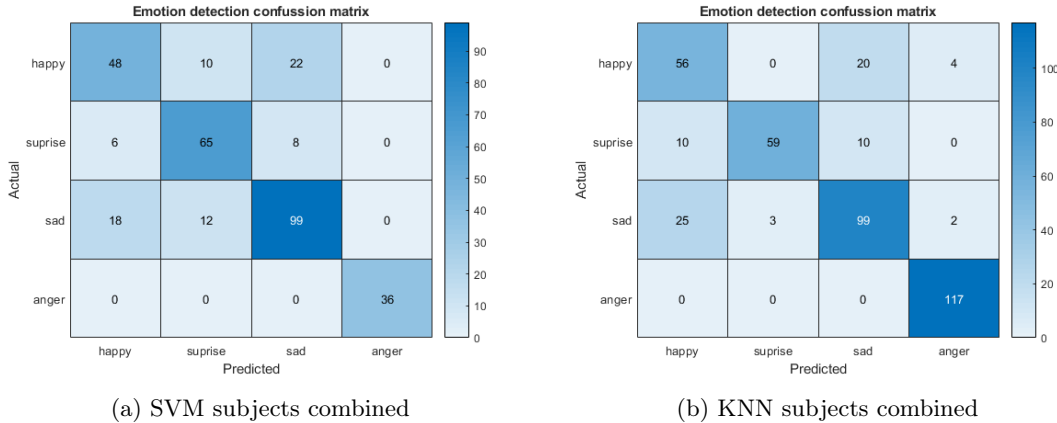 Emotion detection confussion matrix
Actual
happy 48 10 22 0
suprise 6 65 8 0
sad 18 12 99 0
anger 0 0 0 36
happy suprise sad anger
Predicted
90
80
70
60
50
40
30
20
10
0
(a) SVM subjects combined
Emotion detection confussion matrix
Actual
happy 56 0 20 4
suprise 10 59 10 0
sad 25 3 99 2
anger 0 0 0 117
happy suprise sad anger
Predicted
100
80
60
40
20
0
(b) KNN subjects combined